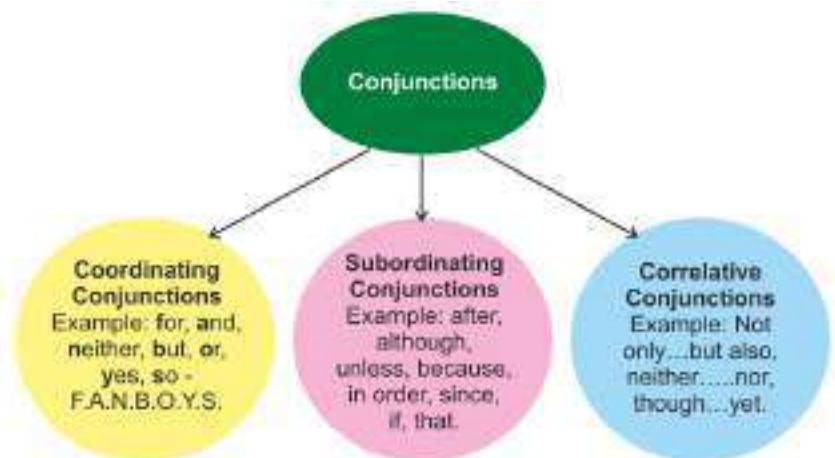 Conjunctions
Coordinating
Conjunctions
Example: for, and,
neither, but, or,
yes, so -
F.A.N.B.O.Y.S.
Subordinating
Conjunctions
Example: after,
although,
unless, because,
in order, since,
if, that.
Correlative
Conjunctions
Example: Not
only....but also,
neither.....nor,
though....yet.